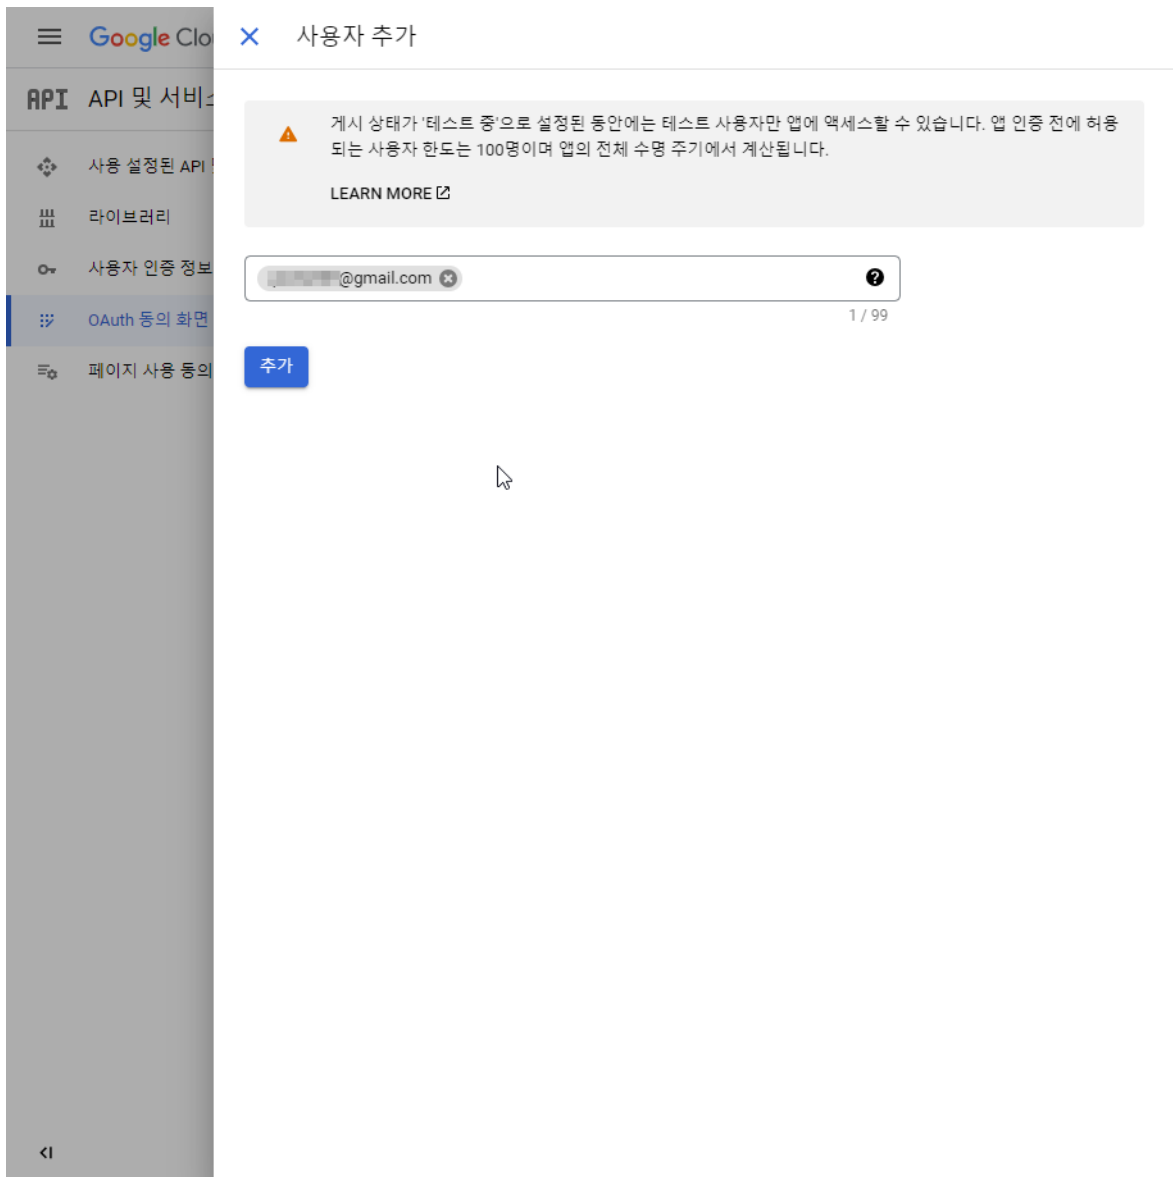 Google Clo
사용자 추가
API API 및 서비스
게시 상태가 '테스트 중'으로 설정된 동안에는 테스트 사용자만 앱에 액세스할 수 있습니다. 앱 인증 전에 허용
되는 사용자 한도는 100명이며 앱의 전체 수명 주기에서 계산됩니다.
LEARN MORE
사용 설정된 API
라이브러리
사용자 인증 정보
OAuth 동의 화면
페이지 사용 동의
@gmail.com
1 / 99
추가